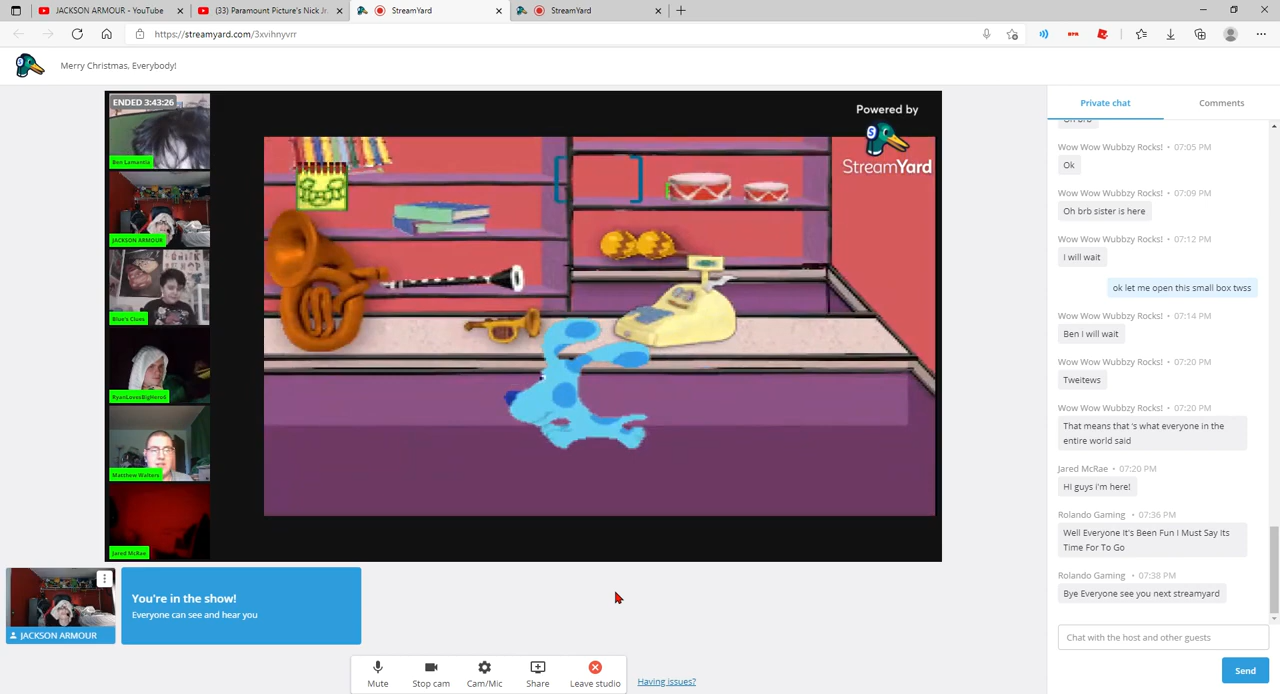 JACKSON ARMOUR - YouTube
(33) Paramount Picture's Nick Jr.
StreamYard
StreamYard
https://streamyard.com/3xvihnyvrr
Merry Christmas, Everybody!
ENDED 3:43:26
Ben Lamantia
JACKSON ARMOUR
Blue's Clues
RyanLovesBigHero6
Matthew Walters
Jared McRae
Powered by
StreamYard
JACKSON ARMOUR
You're in the show!
Everyone can see and hear you
Mute
Stop cam
Cam/Mic
Share
Leave studio
Having issues?
Private chat
Comments
Oh brb
Wow Wow Wubbzy Rocks! • 07:05 PM
Ok
Wow Wow Wubbzy Rocks! • 07:09 PM
Oh brb sister is here
Wow Wow Wubbzy Rocks! • 07:12 PM
I will wait
ok let me open this small box twss
Wow Wow Wubbzy Rocks! • 07:14 PM
Ben I will wait
Wow Wow Wubbzy Rocks! • 07:20 PM
Tweitews
Wow Wow Wubbzy Rocks! • 07:20 PM
That means that 's what everyone in the
entire world said
Jared McRae • 07:20 PM
HI guys i'm here!
Rolando Gaming • 07:36 PM
Well Everyone It's Been Fun I Must Say Its
Time For To Go
Rolando Gaming • 07:38 PM
Bye Everyone see you next streamyard
Chat with the host and other guests
Send